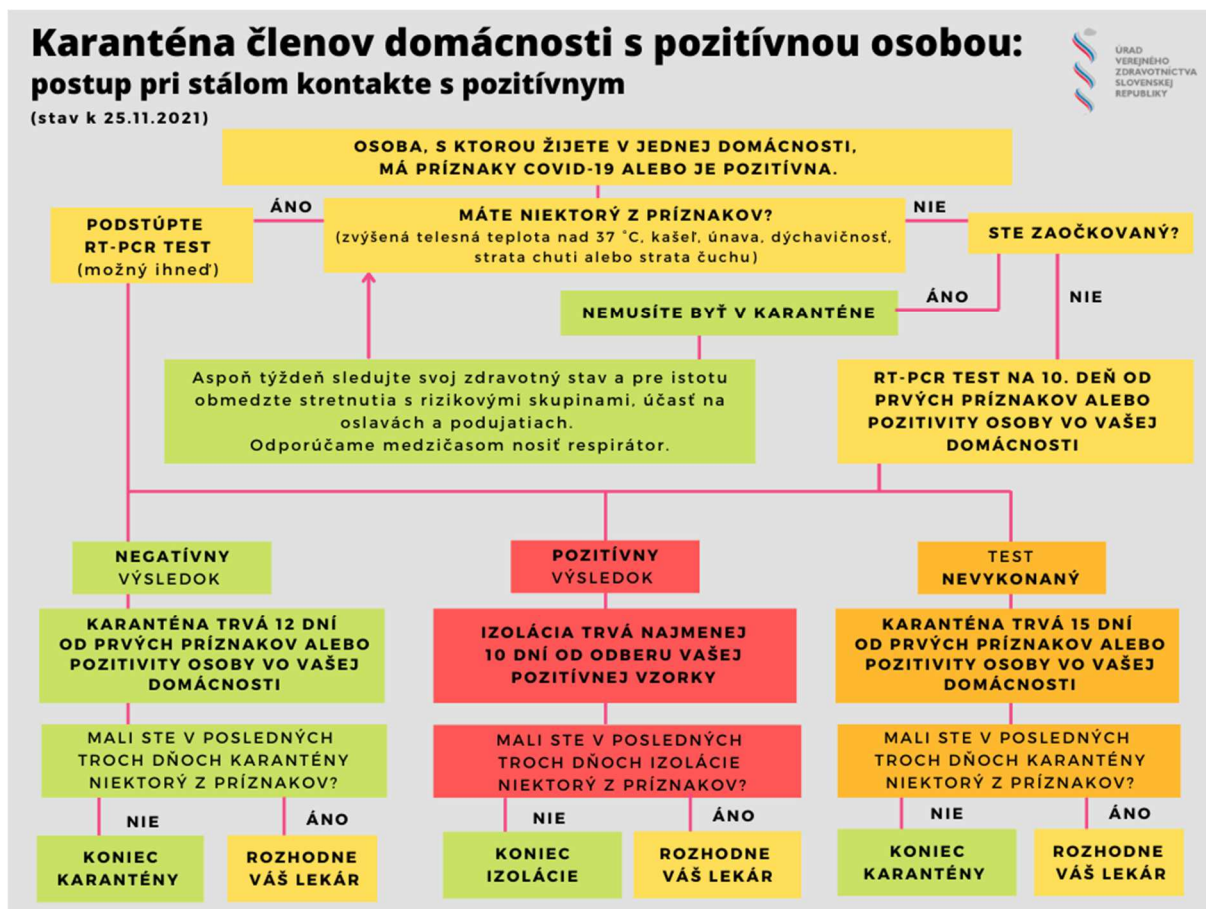 Karanténa členov domácnosti s pozitívnou osobou:
postup pri stálom kontakte s pozitívnym
(stav k 25.11.2021)
ÚRAD
VEREJNÉHO
ZDRAVOTNÍCTVA
SLOVENSKEJ
REPUBLIKY
OSOBA, S KTOROU ŽIJETE V JEDNEJ DOMÁCNOSTI,
MÁ PRÍZNAKY COVID-19 ALEBO JE POZITÍVNA.
ÁNO
PODSTÚPTE
RT-PCR TEST
(možný ihneď)
MÁTE NIEKTORÝ Z PRÍZNAKOV?
(zvýšená telesná teplota nad 37 °C, kašeľ, únava, dýchavičnosť,
strata chuti alebo strata čuchu)
NIE
STE ZAOČKOVANÝ?
ÁNO
NIE
NEMUSÍTE BYŤ V KARANTÉNE
Aspoň týždeň sledujte svoj zdravotný stav a pre istotu
obmedzte stretnutia s rizikovými skupinami, účasť na
oslavách a podujatiach.
Odporúčame medzičasom nosiť respirátor.
RT-PCR TEST NA 10. DEŇ OD
PRVÝCH PRÍZNAKOV ALEBO
POZITIVITY OSOBY VO VAŠEJ
DOMÁCNOSTI
NEGATÍVNY
VÝSLEDOK
KARANTÉNA TRVÁ 12 DNÍ
OD PRVÝCH PRÍZNAKOV ALEBO
POZITIVITY OSOBY VO VAŠEJ
DOMÁCNOSTI
MALI STE V POSLEDNÝCH
TROCH DŇOCH KARANTÉNY
NIEKTORÝ Z PRÍZNAKOV?
NIE
ÁNO
KONIEC
KARANTÉNY
ROZHODNE
VÁŠ LEKÁR
POZITÍVNY
VÝSLEDOK
IZOLÁCIA TRVÁ NAJMENEJ
10 DNÍ OD ODBERU VAŠEJ
POZITÍVNEJ VZORKY
MALI STE V POSLEDNÝCH
TROCH DŇOCH IZOLÁCIE
NIEKTORÝ Z PRÍZNAKOV?
NIE
ÁNO
KONIEC
IZOLÁCIE
ROZHODNE
VÁŠ LEKÁR
TEST
NEVYKONANÝ
KARANTÉNA TRVÁ 15 DNÍ
OD PRVÝCH PRÍZNAKOV ALEBO
POZITIVITY OSOBY VO VAŠEJ
DOMÁCNOSTI
MALI STE V POSLEDNÝCH
TROCH DŇOCH KARANTÉNY
NIEKTORÝ Z PRÍZNAKOV?
NIE
ÁNO
KONIEC
KARANTÉNY
ROZHODNE
VÁŠ LEKÁR